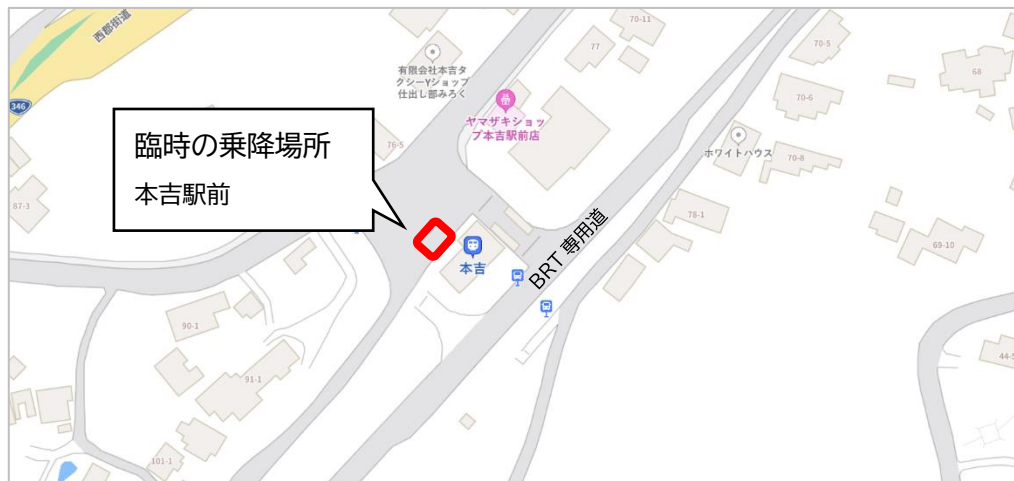 西郡街道
346
有限会社本吉タ
クシーYショップ
仕出し部みろく
ヤマザキショッ
プ本吉駅前店
臨時の乗降場所
本吉駅前
本吉
BRT 専用道
ホワイトハウス
70-11
77
70-5
68
70-6
70-8
76-5
78-1
87-3
69-10
90-1
91-1
44-5
101-1